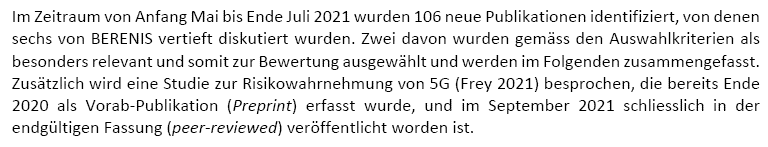 Im Zeitraum von Anfang Mai bis Ende Juli 2021 wurden 106 neue Publikationen identifiziert, von denen
sechs von BERENIS vertieft diskutiert wurden. Zwei davon wurden gemäss den Auswahlkriterien als
besonders relevant und somit zur Bewertung ausgewählt und werden im Folgenden zusammengefasst.
Zusätzlich wird eine Studie zur Risikowahrnehmung von 5G (Frey 2021) besprochen, die bereits Ende
2020 als Vorab-Publikation (Preprint) erfasst wurde, und im September 2021 schliesslich in der
endgültigen Fassung (peer-reviewed) veröffentlicht worden ist.